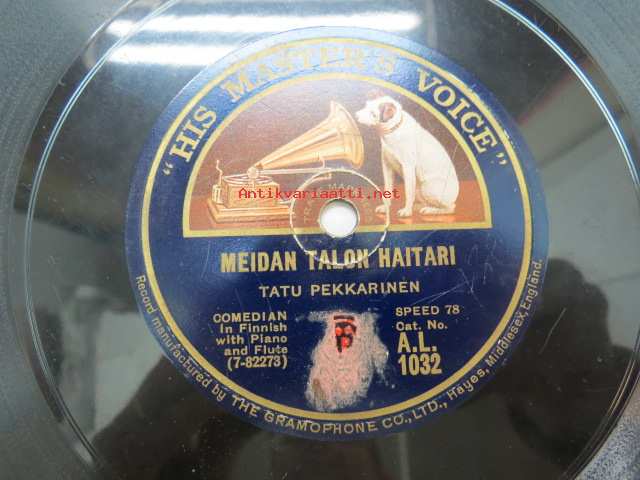 "HIS MASTER'S VOICE"
Antikvariaatti.net
MEIDAN TALON HAITARI
TATU PEKKARINEN
COMEDIAN
in Finnish
with Piano
and Flute
(7-82273)
SPEED 78
Cat. No.
A.L.
1032
Record manufactured by THE GRAMOPHONE CO., LTD., Hayes, Middlesex, England.